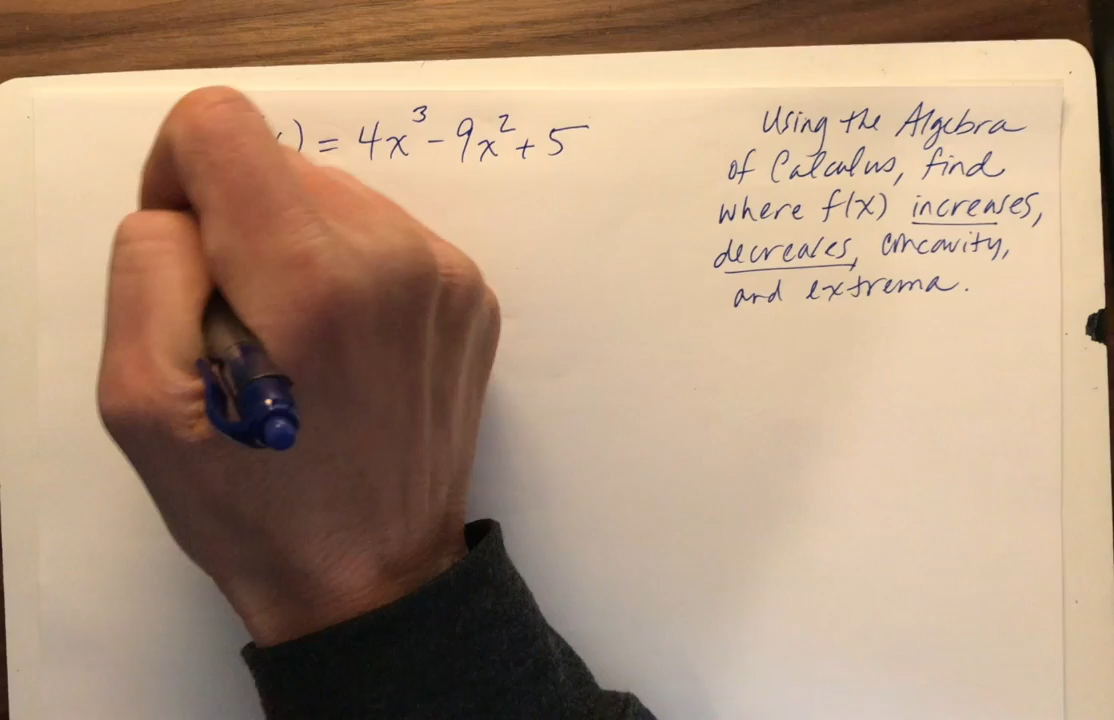 ) = 4x³ - 9x² + 5
Using the Algebra
of Calculus, find
where f(x) increases,
decreases, concavity,
and extrema.